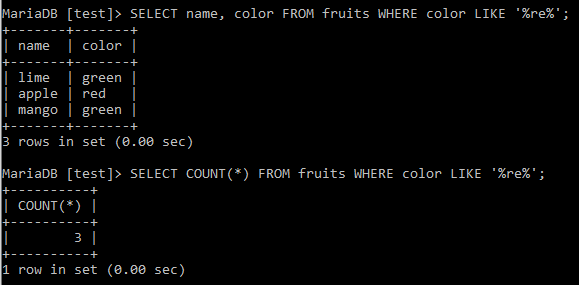 MariaDB [test]> SELECT name, color FROM fruits WHERE color LIKE '%re%';
+-------+-------+
| name  | color |
+-------+-------+
| lime  | green |
| apple | red   |
| mango | green |
+-------+-------+
3 rows in set (0.00 sec)

MariaDB [test]> SELECT COUNT(*) FROM fruits WHERE color LIKE '%re%';
+----------+
| COUNT(*) |
+----------+
|        3 |
+----------+
1 row in set (0.00 sec)